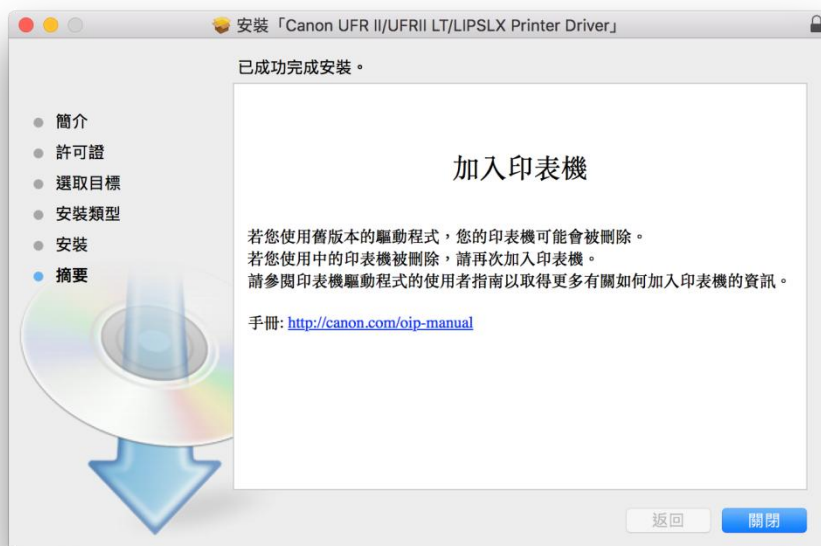 安裝「Canon UFR II/UFRII LT/LIPSLX Printer Driver」
已成功完成安裝。
簡介
許可證
選取目標
安裝類型
安裝
摘要
加入印表機
若您使用舊版本的驅動程式，您的印表機可能會被刪除。
若您使用中的印表機被刪除，請再次加入印表機。
請參閱印表機驅動程式的使用者指南以取得更多有關如何加入印表機的資訊。
手冊: http://canon.com/oip-manual
返回
關閉